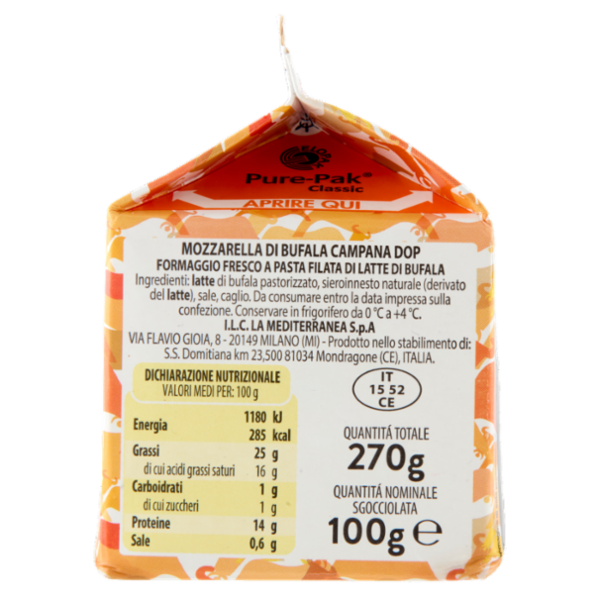 ELOPAK
Pure-Pak®
Classic
APRIRE QUI
MOZZARELLA DI BUFALA CAMPANA DOP
FORMAGGIO FRESCO A PASTA FILATA DI LATTE DI BUFALA
Ingredienti: latte di bufala pastorizzato, sieroinnesto naturale (derivato
del latte), sale, caglio. Da consumare entro la data impressa sulla
confezione. Conservare in frigorifero da 0 °C a +4 °C.
I.L.C. LA MEDITERRANEA S.p.A
VIA FLAVIO GIOIA, 8 - 20149 MILANO (MI) - Prodotto nello stabilimento di:
S.S. Domitiana km 23,500 81034 Mondragone (CE), ITALIA.
DICHIARAZIONE NUTRIZIONALE
VALORI MEDI PER: 100 g
Energia 1180 kJ
285 kcal
Grassi 25 g
di cui acidi grassi saturi 16 g
Carboidrati 1 g
di cui zuccheri 1 g
Proteine 14 g
Sale 0,6 g
IT
15 52
CE
QUANTITÁ TOTALE
270g
QUANTITÁ NOMINALE
SGOCCIOLATA
100g ℮